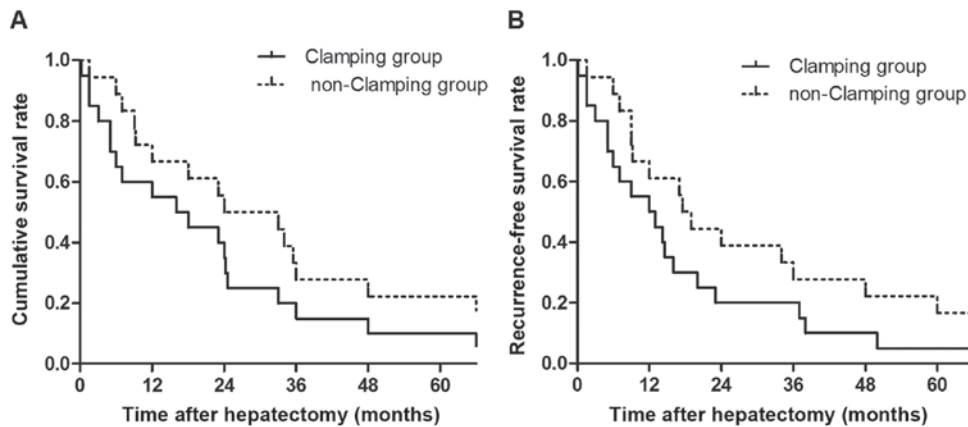 A
Clamping group
non-Clamping group
Cumulative survival rate
1.0
0.8
0.6
0.4
0.2
0.0
0 12 24 36 48 60
Time after hepatectomy (months)
B
Clamping group
non-Clamping group
Recurrence-free survival rate
1.0
0.8
0.6
0.4
0.2
0.0
0 12 24 36 48 60
Time after hepatectomy (months)